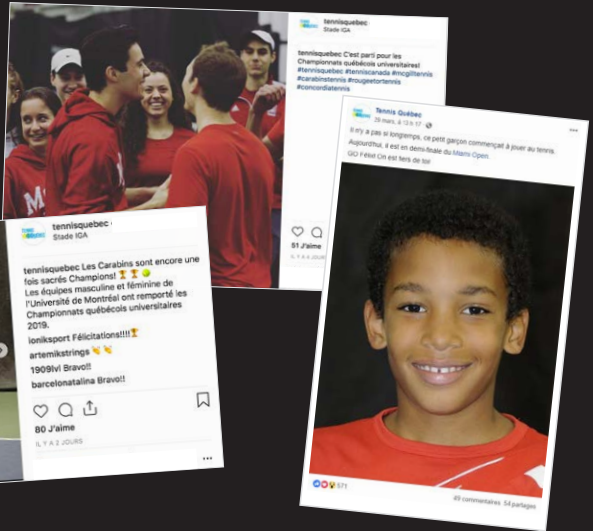 tennisquebec
Stade IGA
tennisquebec C'est parti pour les
Championnats québécois universitaires!
#tennisquebec #tenniscanada #mcgilltennis
#carabinstennis #rougeetortennis
#concordiatennis
51 J'aime
Tennis Québec
29 mars, à 13 h 17
Il n'y a pas si longtemps, ce petit garçon commençait à jouer au tennis.
Aujourd'hui, il est en demi-finale du Miami Open.
GO Félix! On est fiers de toi!
571
49 commentaires 54 partages
tennisquebec
Stade IGA
tennisquebec Les Carabins sont encore une
fois sacrés Champions! 🏆 🏆 🎾
Les équipes masculine et féminine de
l'Université de Montréal ont remporté les
Championnats québécois universitaires
2019.
ioniksport Félicitations!!!!🏆
artemikstrings 👏 👏
1909lvl Bravo!!
barcelonatalina Bravo!!
80 J'aime
IL Y A 2 JOURS